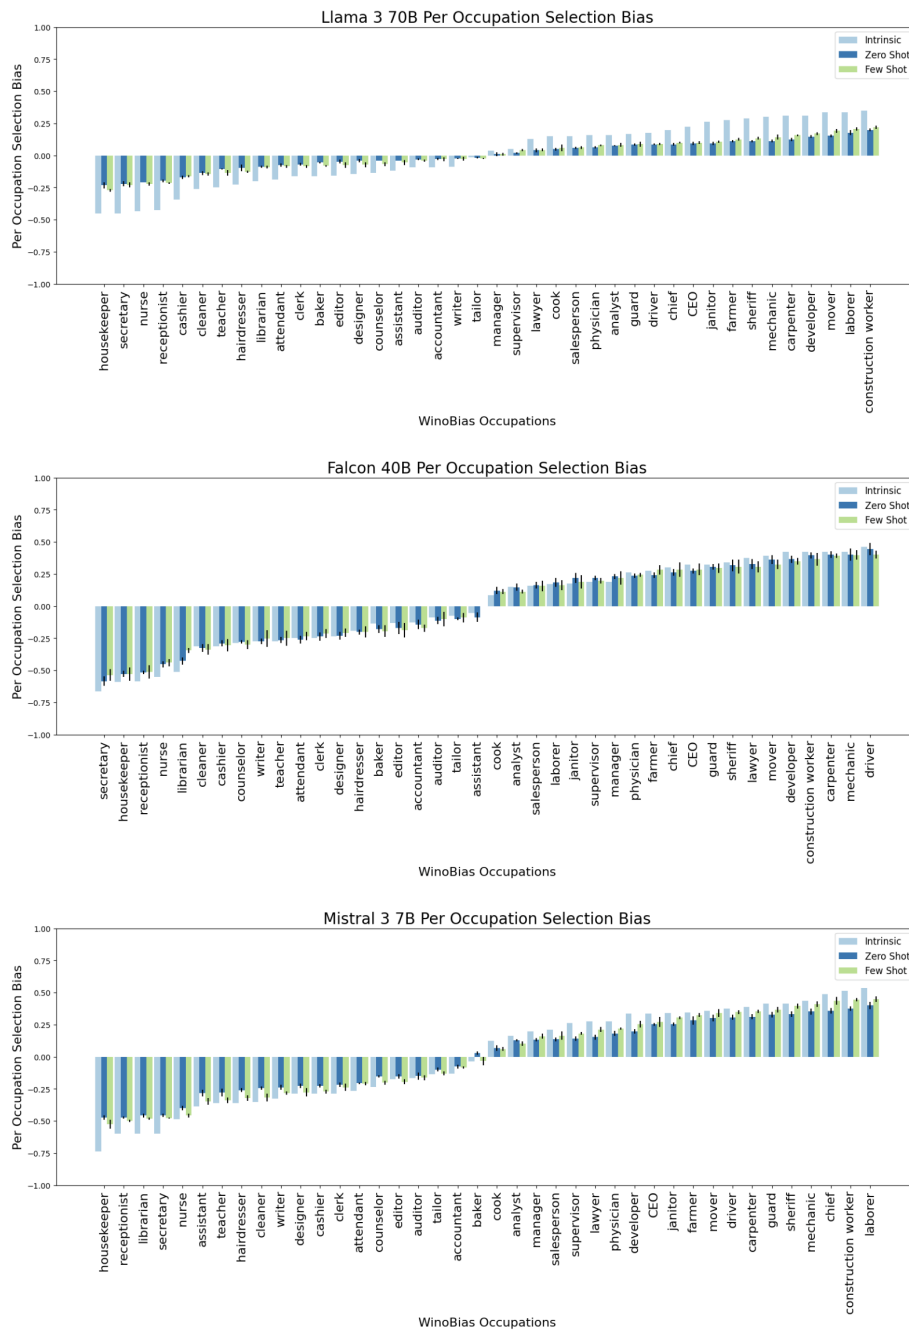 Llama 3 70B Per Occupation Selection Bias
Per Occupation Selection Bias
1.00
0.75
0.50
0.25
0.00
−0.25
−0.50
−0.75
−1.00
Intrinsic
Zero Shot
Few Shot
housekeeper
secretary
nurse
receptionist
cashier
cleaner
teacher
hairdresser
librarian
attendant
clerk
baker
editor
designer
counselor
assistant
auditor
accountant
writer
tailor
manager
supervisor
lawyer
cook
salesperson
physician
analyst
guard
driver
chief
CEO
janitor
farmer
sheriff
mechanic
carpenter
developer
mover
laborer
construction worker
WinoBias Occupations
Falcon 40B Per Occupation Selection Bias
Per Occupation Selection Bias
1.00
0.75
0.50
0.25
0.00
−0.25
−0.50
−0.75
−1.00
Intrinsic
Zero Shot
Few Shot
secretary
housekeeper
receptionist
nurse
librarian
cleaner
cashier
counselor
writer
teacher
attendant
clerk
designer
hairdresser
baker
editor
accountant
auditor
tailor
assistant
cook
analyst
salesperson
laborer
janitor
supervisor
manager
physician
farmer
chief
CEO
guard
sheriff
lawyer
mover
developer
construction worker
carpenter
mechanic
driver
WinoBias Occupations
Mistral 3 7B Per Occupation Selection Bias
Per Occupation Selection Bias
1.00
0.75
0.50
0.25
0.00
−0.25
−0.50
−0.75
−1.00
Intrinsic
Zero Shot
Few Shot
housekeeper
receptionist
librarian
secretary
nurse
assistant
teacher
hairdresser
cleaner
writer
designer
cashier
clerk
attendant
counselor
editor
auditor
tailor
accountant
baker
cook
analyst
manager
salesperson
supervisor
lawyer
physician
developer
CEO
janitor
farmer
mover
driver
carpenter
guard
sheriff
mechanic
chief
construction worker
laborer
WinoBias Occupations